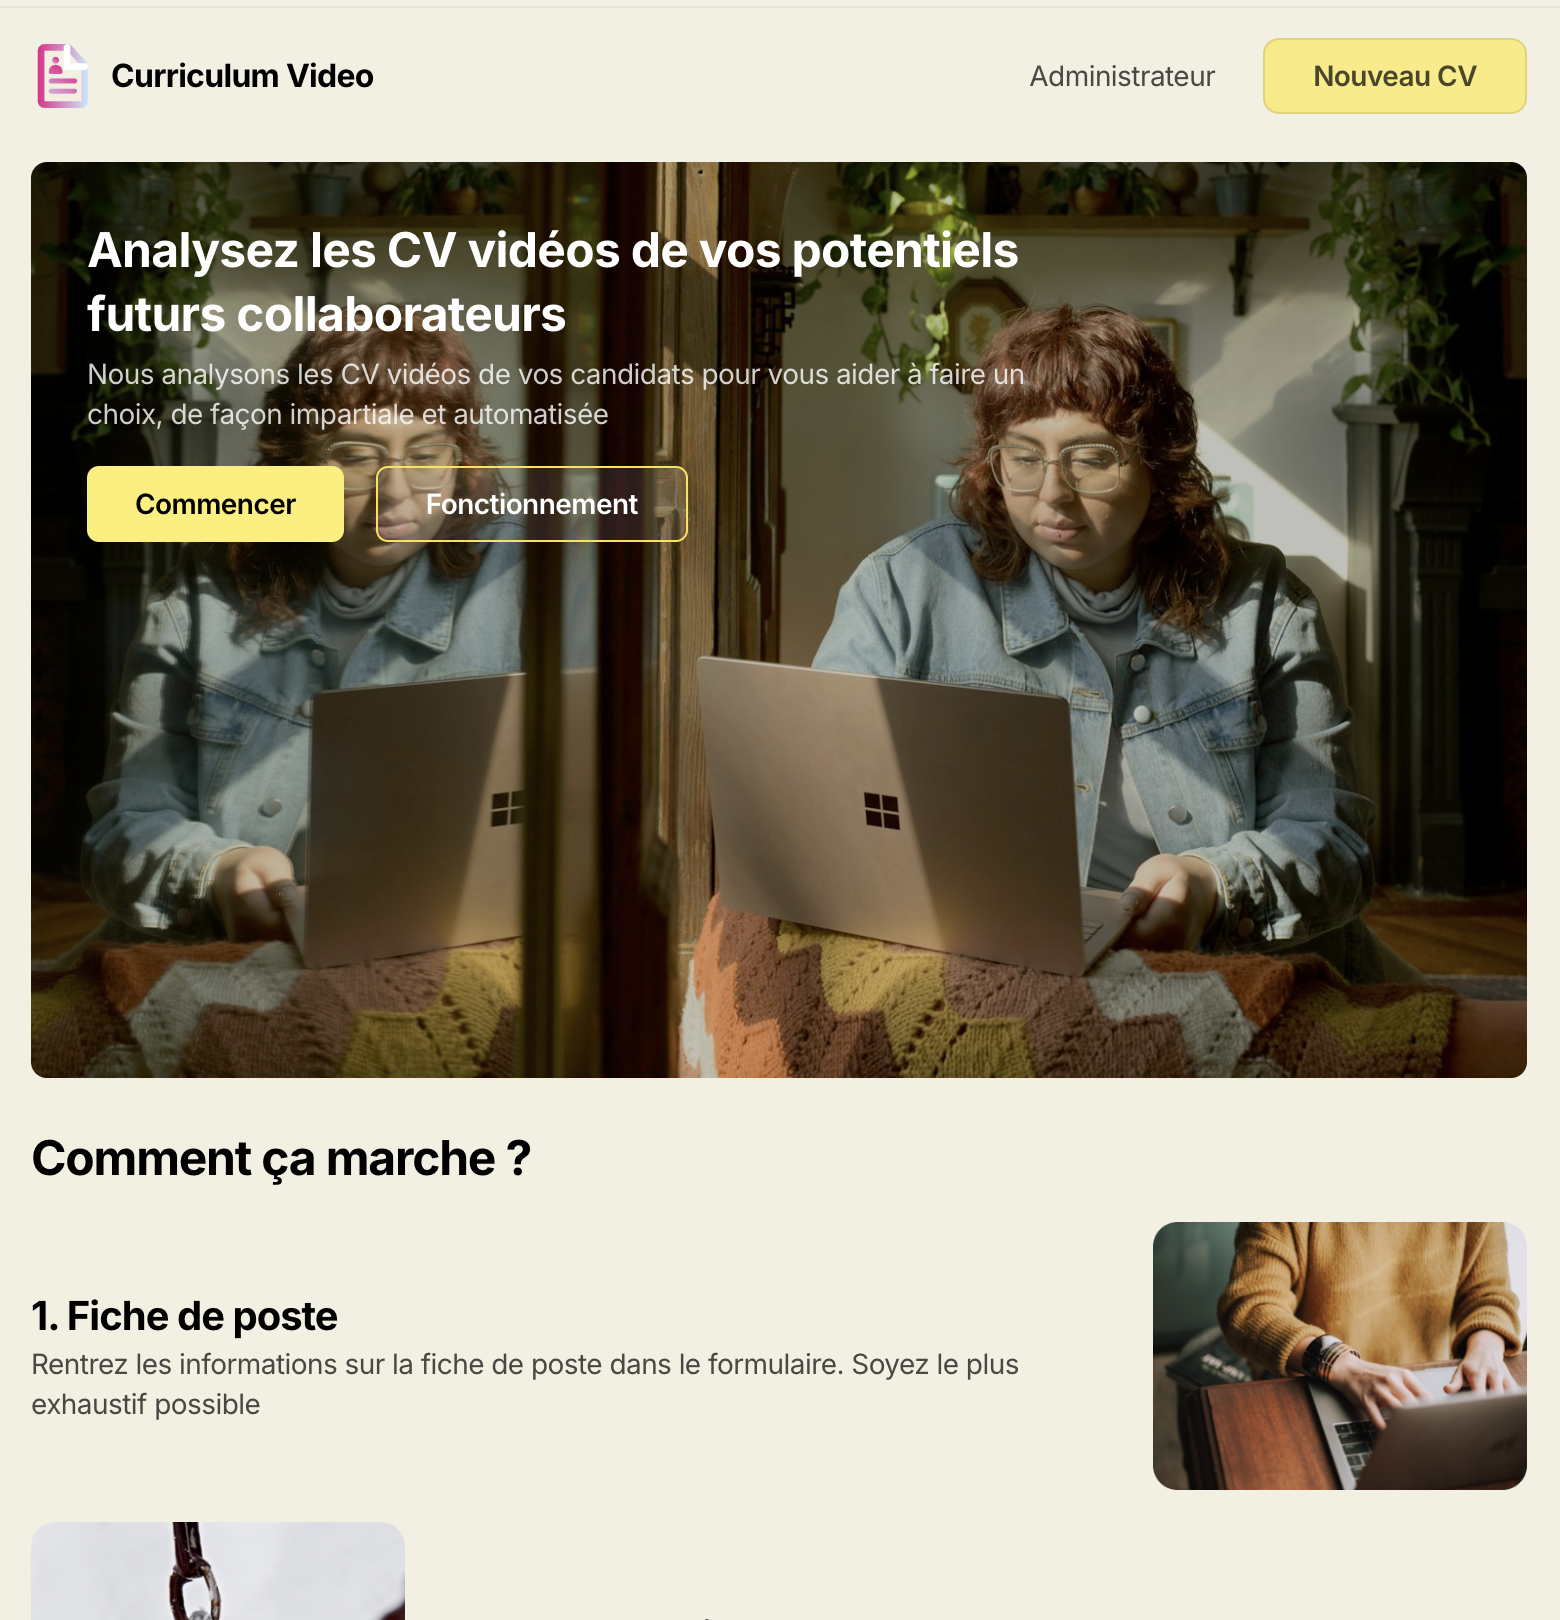 Curriculum Video
Administrateur
Nouveau CV
Analysez les CV vidéos de vos potentiels
futurs collaborateurs
Nous analysons les CV vidéos de vos candidats pour vous aider à faire un
choix, de façon impartiale et automatisée
Commencer
Fonctionnement
Comment ça marche ?
1. Fiche de poste
Rentrez les informations sur la fiche de poste dans le formulaire. Soyez le plus
exhaustif possible